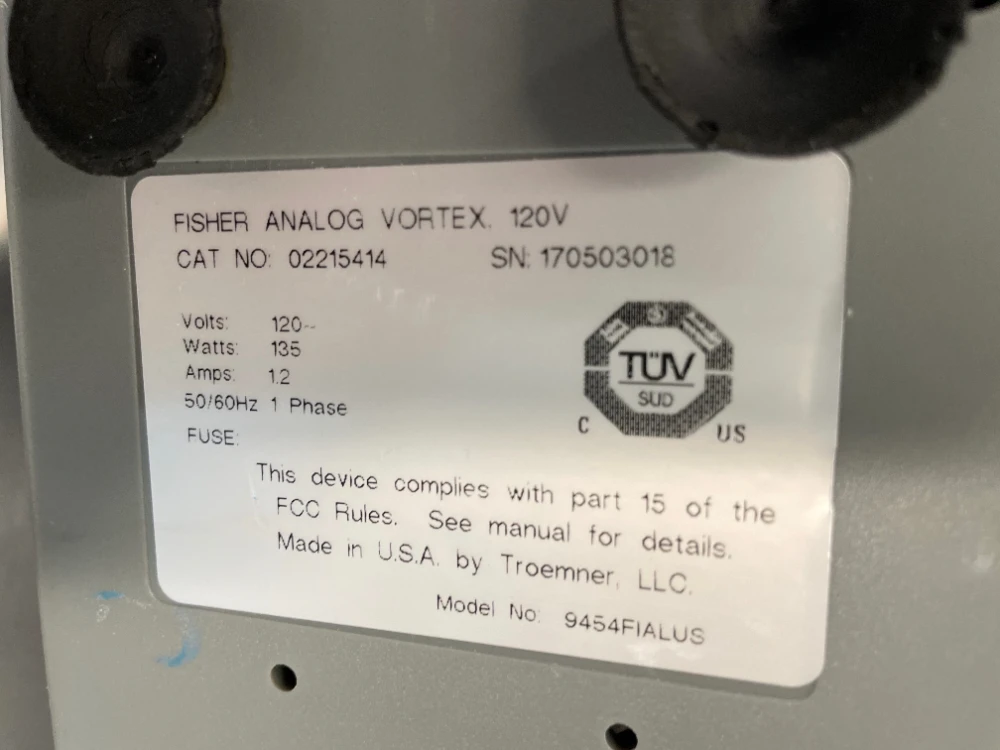 FISHER ANALOG VORTEX, 120V
CAT NO: 02215414 SN: 170503018
Volts: 120~
Watts: 135
Amps: 1.2
50/60Hz 1 Phase
FUSE:
TÜV
SUD
C US
This device complies with part 15 of the
FCC Rules. See manual for details.
Made in U.S.A. by Troemner, LLC.
Model No: 9454FIALUS